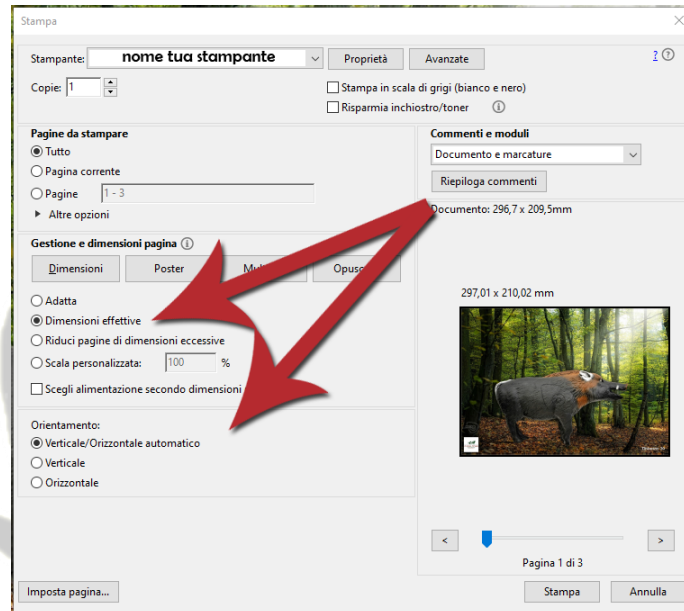 Stampa
Stampante: nome tua stampante Proprietà Avanzate ?
Copie: 1 Stampa in scala di grigi (bianco e nero)
Risparmia inchiostro/toner
Pagine da stampare
Tutto
Pagina corrente
Pagine 1 - 3
Altre opzioni
Commenti e moduli
Documento e marcature
Riepiloga commenti
Documento: 296,7 x 209,5mm
Gestione e dimensioni pagina
Dimensioni Poster
Adatta
Dimensioni effettive
Riduci pagine di dimensioni eccessive
Scala personalizzata: 100 %
Scegli alimentazione secondo dimensioni
Orientamento:
Verticale/Orizzontale automatico
Verticale
Orizzontale
297,01 x 210,02 mm
< >
Pagina 1 di 3
Imposta pagina... Stampa Annulla